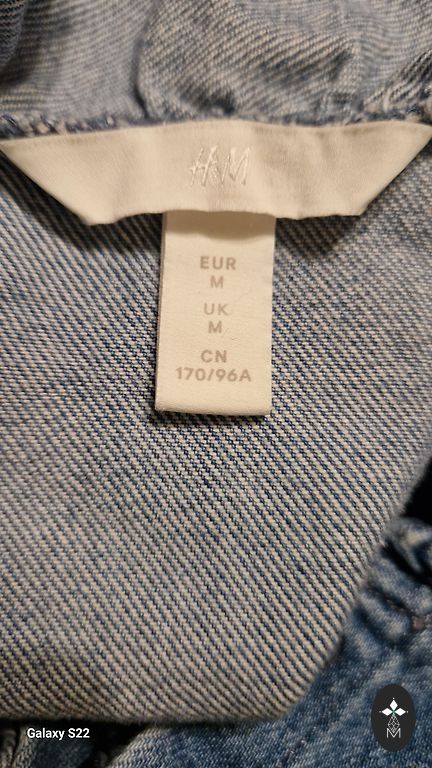 H&M
EUR
M
UK
M
CN
170/96A
Galaxy S22
M